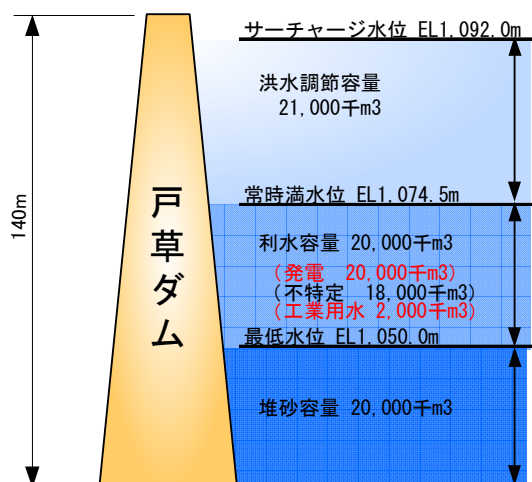 サーチャージ水位 EL1,092.0m
洪水調節容量
21,000千m3
140m
戸草ダム
常時満水位 EL1,074.5m
利水容量 20,000千m3
(発電 20,000千m3)
(不特定 18,000千m3)
(工業用水 2,000千m3)
最低水位 EL1,050.0m
堆砂容量 20,000千m3